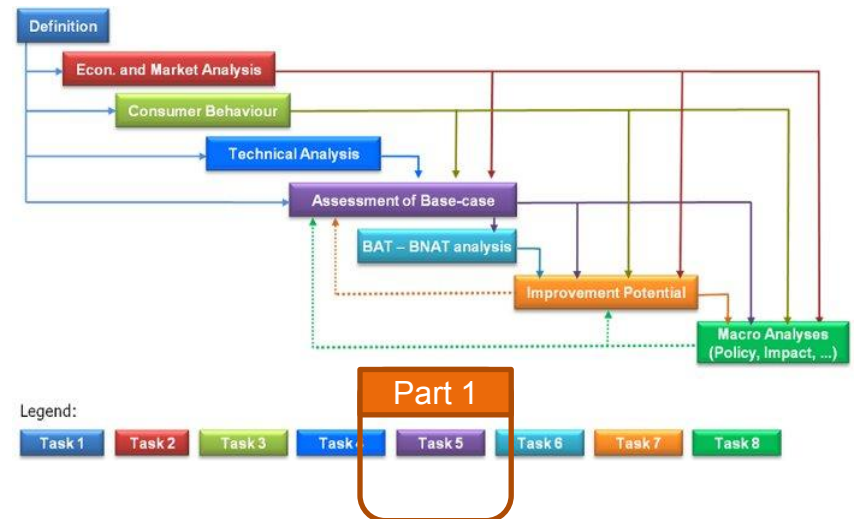 Definition
Econ. and Market Analysis
Consumer Behaviour
Technical Analysis
Assessment of Base-case
BAT – BNAT analysis
Improvement Potential
Macro Analyses
(Policy, Impact, ...)
Part 1
Legend:
Task 1
Task 2
Task 3
Task 4
Task 5
Task 6
Task 7
Task 8